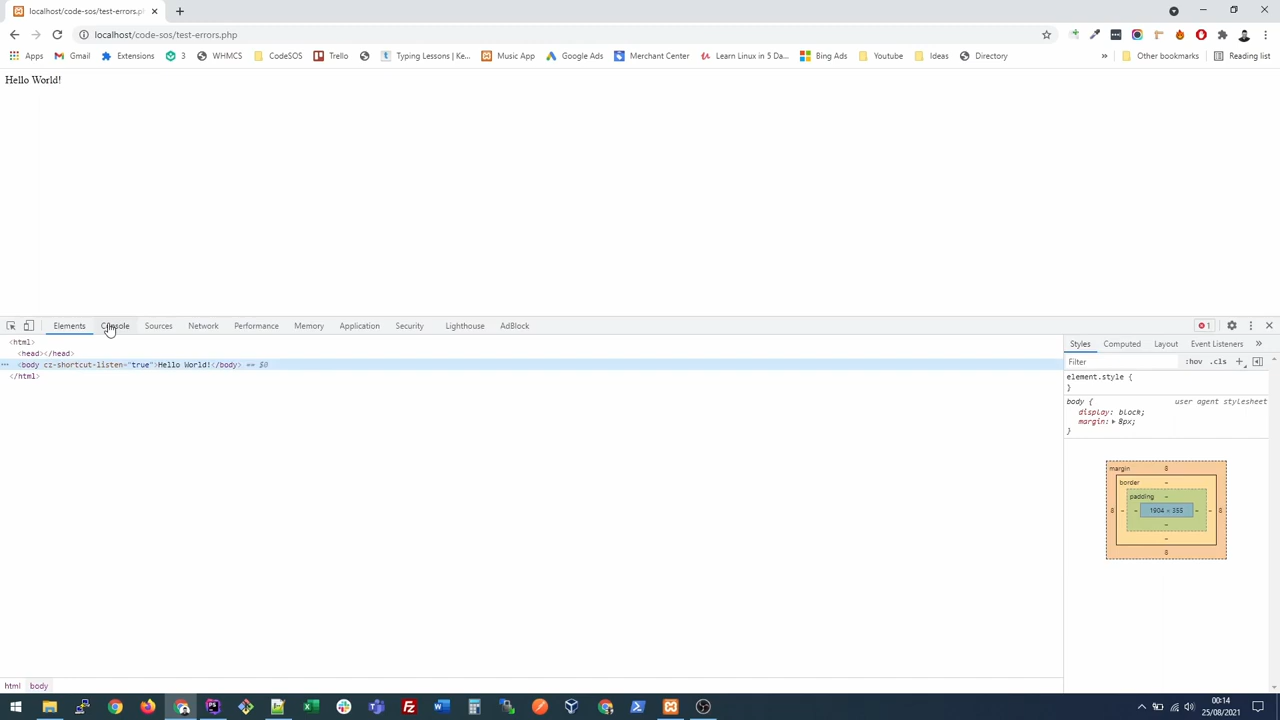 localhost/code-sos/test-errors.ph
localhost/code-sos/test-errors.php
Apps Gmail Extensions 3 WHMCS CodeSOS Trello Typing Lessons | Ke... Music App Google Ads Merchant Center Learn Linux in 5 Da... Bing Ads Youtube Ideas Directory » Other bookmarks Reading list
Hello World!
Elements Console Sources Network Performance Memory Application Security Lighthouse AdBlock 1
<html>
<head></head>
<body cz-shortcut-listen="true">Hello World!</body> == $0
</html>
Styles Computed Layout Event Listeners »
Filter :hov .cls +
element.style {
}
body { user agent stylesheet
display: block;
margin: 8px;
}
margin 8
border –
padding –
8 – – 1904 × 355 – – 8
–
–
8
html body
00:14
25/08/2021